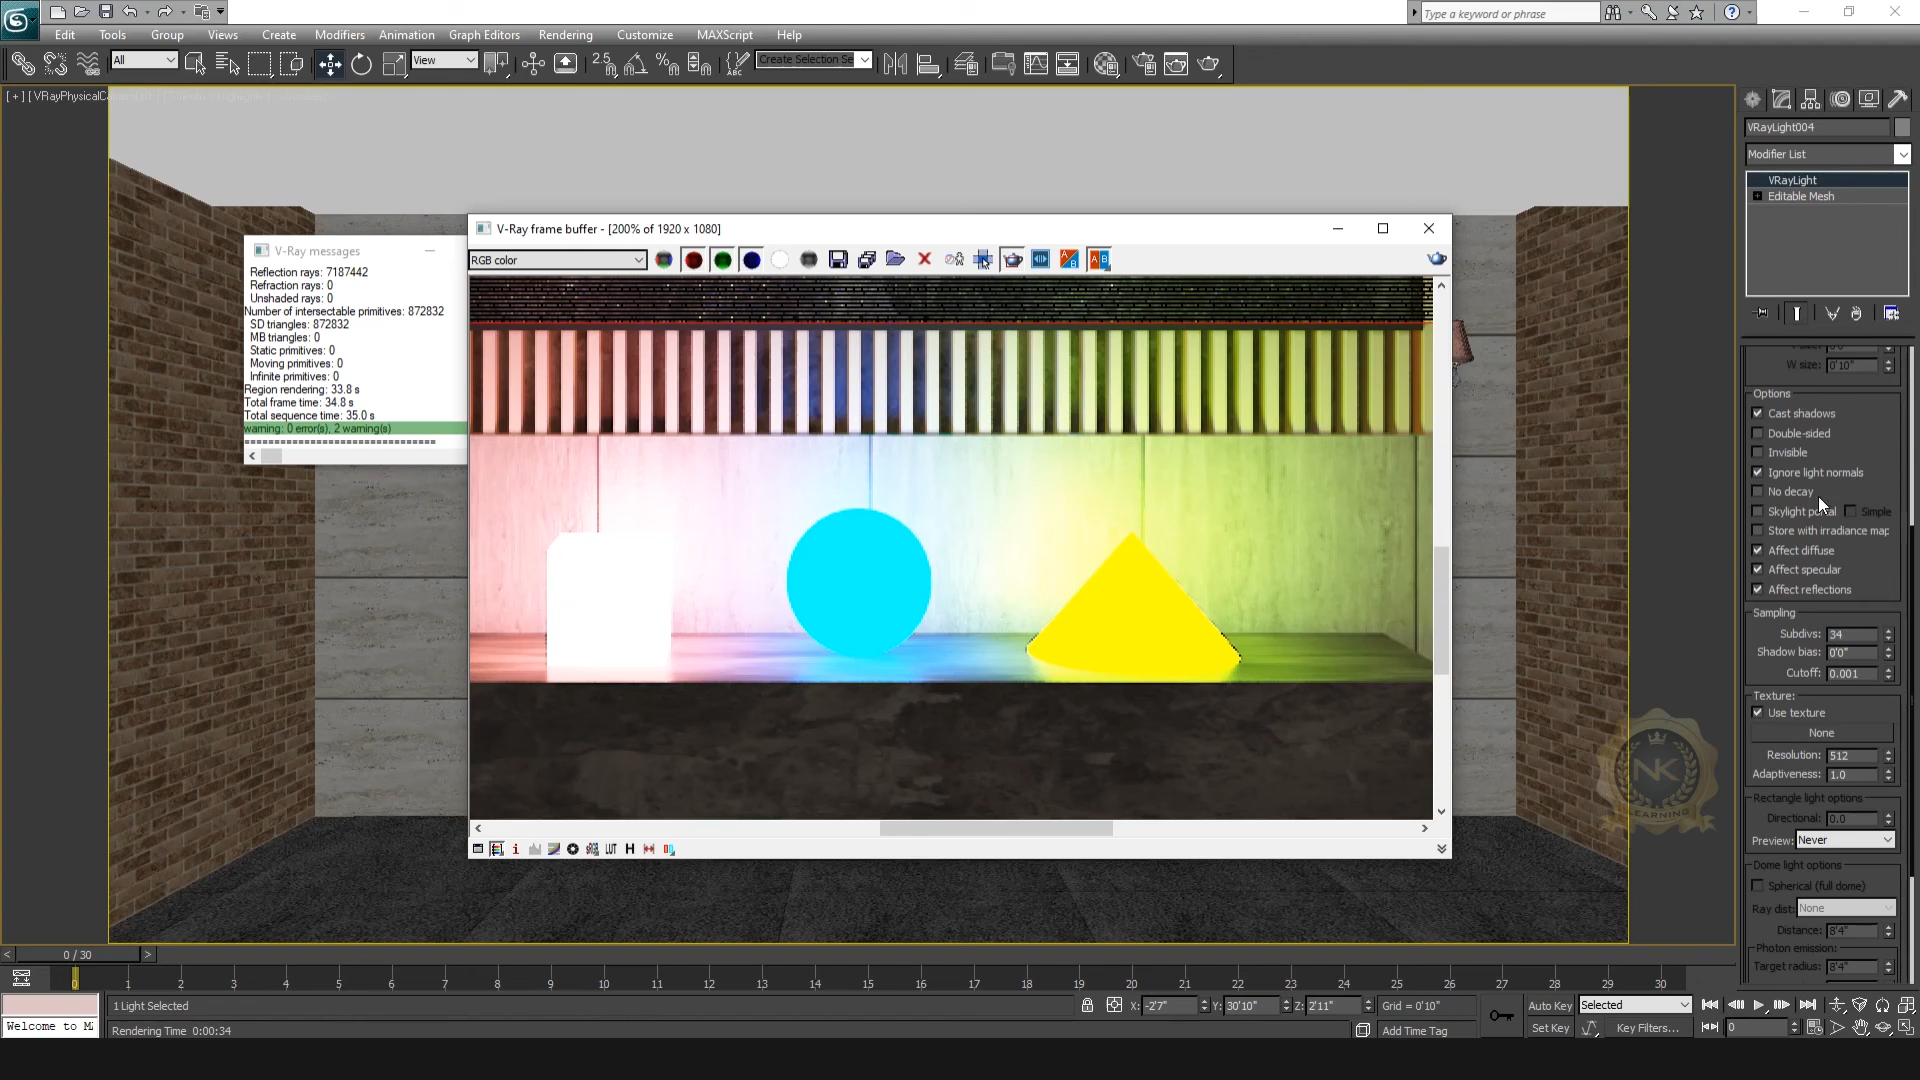 Type a keyword or phrase
Edit Tools Group Views Create Modifiers Animation Graph Editors Rendering Customize MAXScript Help
All
View
2.5
Create Selection Se
[ + ] [ VRayPhysicalCa
VRayLight004
Modifier List
VRayLight
Editable Mesh
V-Ray messages
Reflection rays: 7187442
Refraction rays: 0
Unshaded rays: 0
Number of intersectable primitives: 872832
SD triangles: 872832
MB triangles: 0
Static primitives: 0
Moving primitives: 0
Infinite primitives: 0
Region rendering: 33.8 s
Total frame time: 34.8 s
Total sequence time: 35.0 s
warning: 0 error(s), 2 warning(s)
================================
V-Ray frame buffer - [200% of 1920 x 1080]
RGB color
sRGB LUT H
W size: 0'10"
Options
Cast shadows
Double-sided
Invisible
Ignore light normals
No decay
Skylight portal Simple
Store with irradiance map
Affect diffuse
Affect specular
Affect reflections
Sampling
Subdivs: 34
Shadow bias: 0'0"
Cutoff: 0.001
Texture:
Use texture
None
Resolution: 512
Adaptiveness: 1.0
Rectangle light options
Directional: 0.0
Preview: Never
Dome light options
Spherical (full dome)
Ray dist: None
Distance: 8'4"
Photon emission:
Target radius: 8'4"
NK
LEARNING
0 / 30
0 1 2 3 4 5 6 7 8 9 10 11 12 13 14 15 16 17 18 19 20 21 22 23 24 25 26 27 28 29 30
1 Light Selected
X: -2'7" Y: 30'10" Z: 2'11" Grid = 0'10"
Auto Key Selected
Welcome to M
Rendering Time 0:00:34
Add Time Tag
Set Key Key Filters... 0